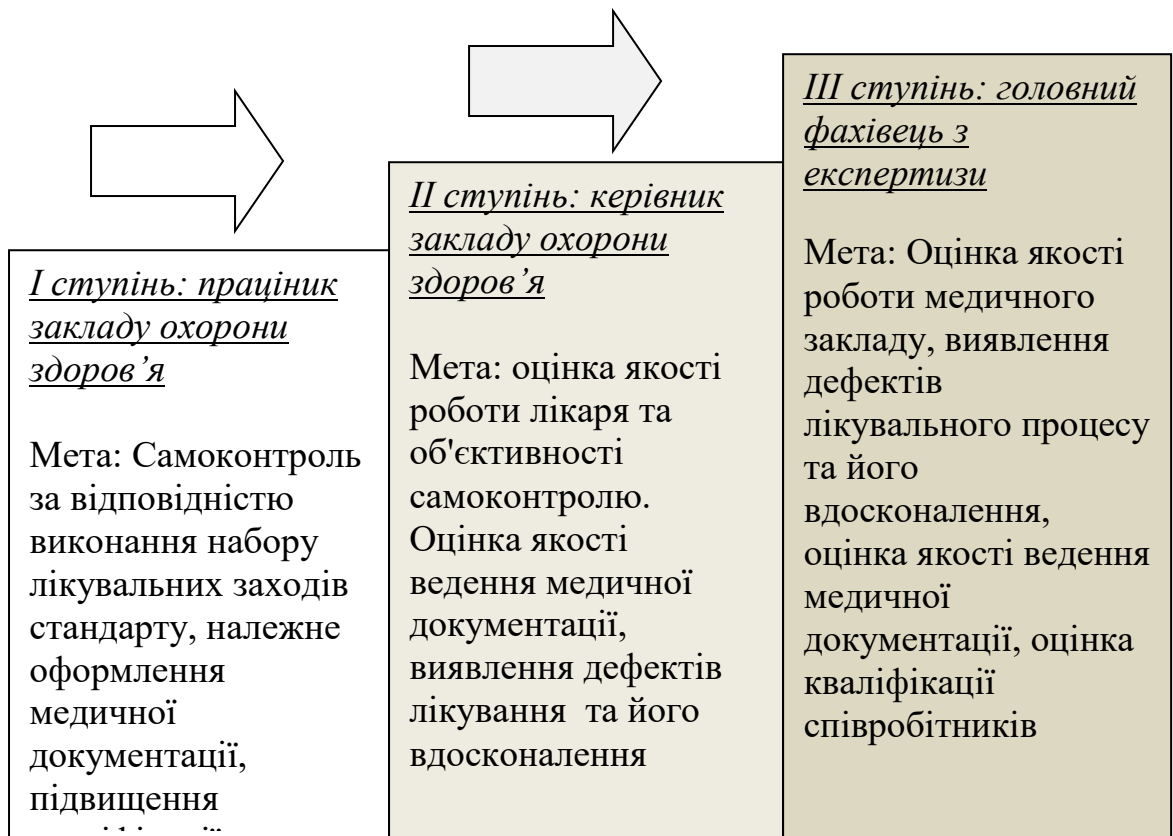 I ступінь: праціник
закладу охорони
здоров’я
Мета: Самоконтроль
за відповідністю
виконання набору
лікувальних заходів
стандарту, належне
оформлення
медичної
документації,
підвищення
II ступінь: керівник
закладу охорони
здоров’я
Мета: оцінка якості
роботи лікаря та
об'єктивності
самоконтролю.
Оцінка якості
ведення медичної
документації,
виявлення дефектів
лікування та його
вдосконалення
III ступінь: головний
фахівець з
експертизи
Мета: Оцінка якості
роботи медичного
закладу, виявлення
дефектів
лікувального процесу
та його
вдосконалення,
оцінка якості ведення
медичної
документації, оцінка
кваліфікації
співробітників